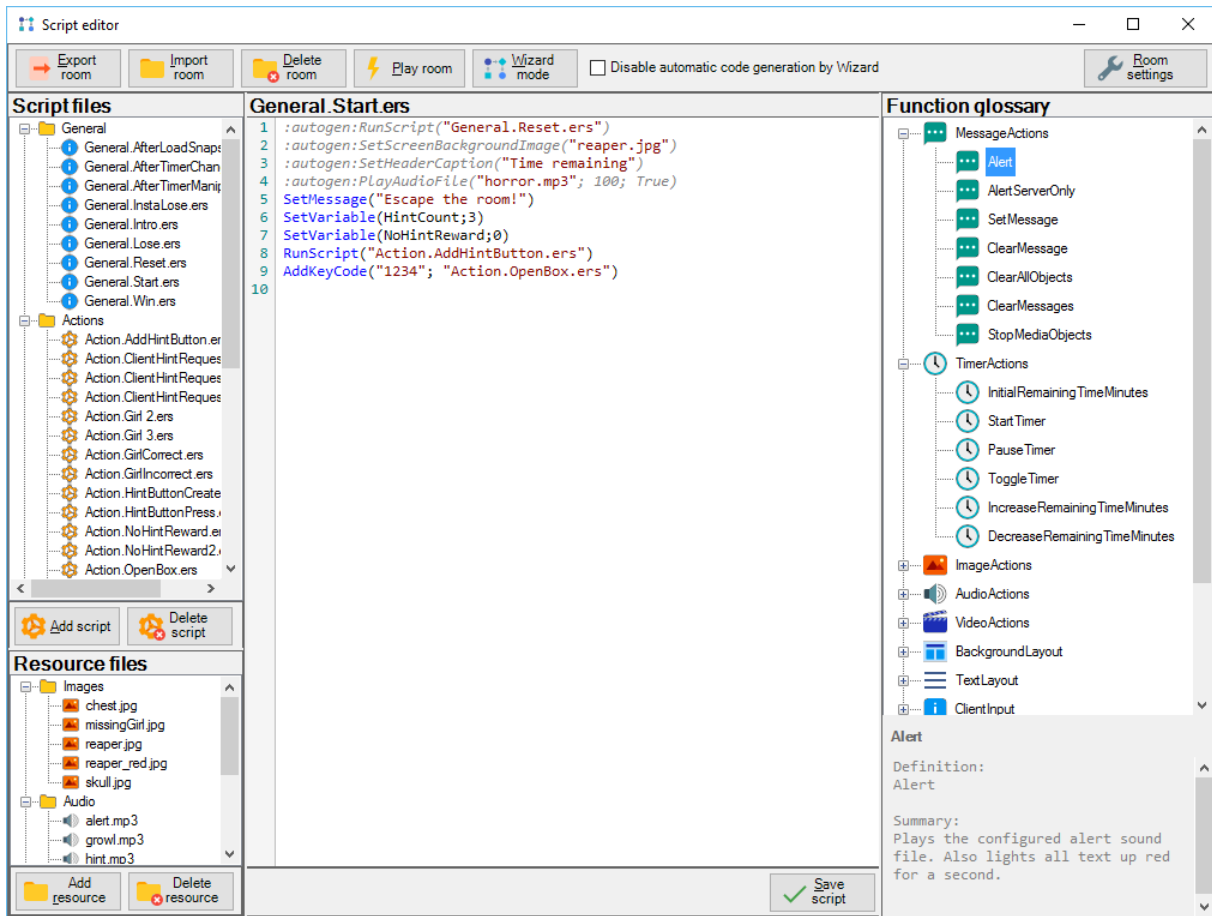 Script editor
Export room
Import room
Delete room
Play room
Wizard mode
Disable automatic code generation by Wizard
Room settings
Script files
General
General.AfterLoadSnaps
General.AfterTimerChan
General.AfterTimerManip
General.InstaLose.ers
General.Intro.ers
General.Lose.ers
General.Reset.ers
General.Start.ers
General.Win.ers
Actions
Action.AddHintButton.er
Action.ClientHintReques
Action.ClientHintReques
Action.ClientHintReques
Action.Girl 2.ers
Action.Girl 3.ers
Action.GirlCorrect.ers
Action.GirlIncorrect.ers
Action.HintButtonCreate
Action.HintButtonPress.
Action.NoHintReward.er
Action.NoHintReward2.
Action.OpenBox.ers
Add script
Delete script
Resource files
Images
chest.jpg
missingGirl.jpg
reaper.jpg
reaper_red.jpg
skull.jpg
Audio
alert.mp3
growl.mp3
hint.mp3
Add resource
Delete resource
General.Start.ers
1 :autogen:RunScript("General.Reset.ers")
2 :autogen:SetScreenBackgroundImage("reaper.jpg")
3 :autogen:SetHeaderCaption("Time remaining")
4 :autogen:PlayAudioFile("horror.mp3"; 100; True)
5 SetMessage("Escape the room!")
6 SetVariable(HintCount;3)
7 SetVariable(NoHintReward;0)
8 RunScript("Action.AddHintButton.ers")
9 AddKeyCode("1234"; "Action.OpenBox.ers")
10
Save script
Function glossary
MessageActions
Alert
AlertServerOnly
SetMessage
ClearMessage
ClearAllObjects
ClearMessages
StopMediaObjects
TimerActions
InitialRemainingTimeMinutes
StartTimer
PauseTimer
ToggleTimer
IncreaseRemainingTimeMinutes
DecreaseRemainingTimeMinutes
ImageActions
AudioActions
VideoActions
BackgroundLayout
TextLayout
ClientInput
Alert
Definition:
Alert
Summary:
Plays the configured alert sound
file. Also lights all text up red
for a second.